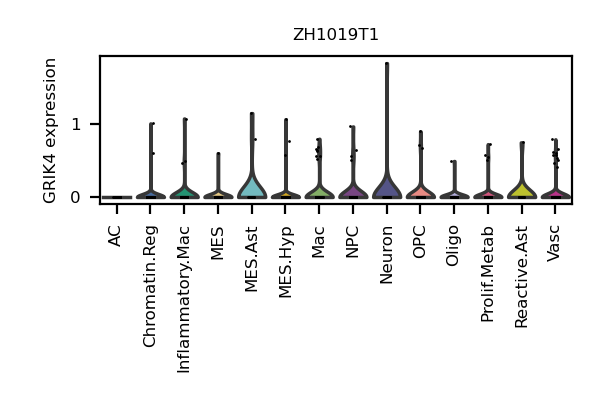 ZH1019T1
GRIK4 expression
1
0
AC
Chromatin.Reg
Inflammatory.Mac
MES
MES.Ast
MES.Hyp
Mac
NPC
Neuron
OPC
Oligo
Prolif.Metab
Reactive.Ast
Vasc